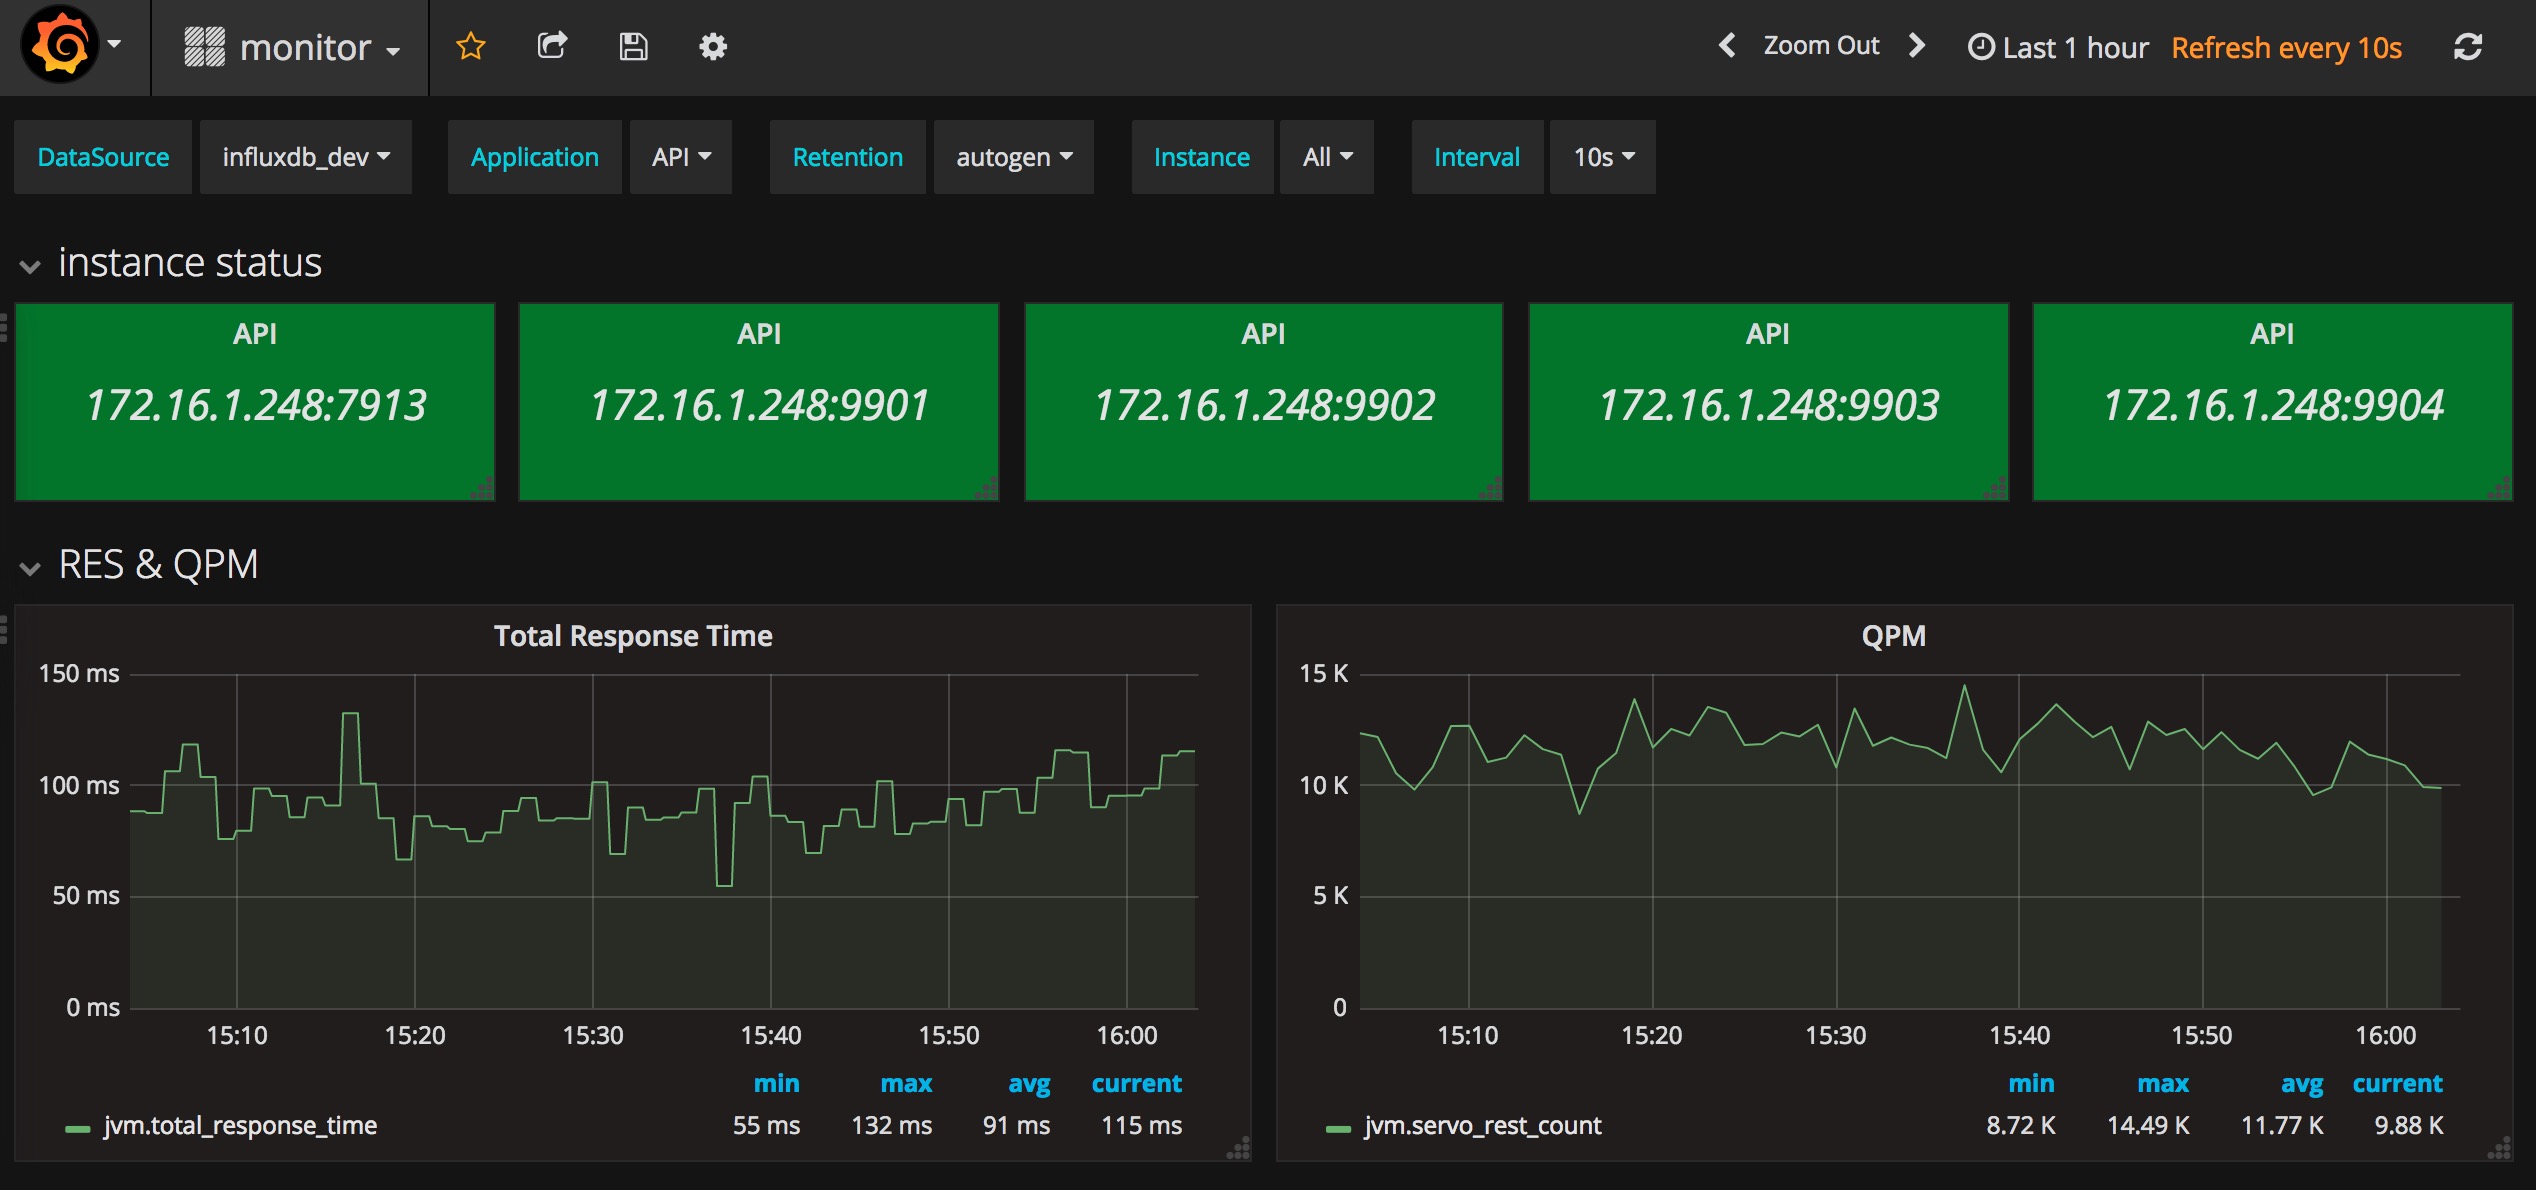 monitor
Zoom Out
Last 1 hour Refresh every 10s
DataSource influxdb_dev Application API Retention autogen Instance All Interval 10s
instance status
API API API API API
172.16.1.248:7913 172.16.1.248:9901 172.16.1.248:9902 172.16.1.248:9903 172.16.1.248:9904
RES & QPM
Total Response Time
150 ms
100 ms
50 ms
0 ms
15:10 15:20 15:30 15:40 15:50 16:00
min max avg current
jvm.total_response_time 55 ms 132 ms 91 ms 115 ms
QPM
15 K
10 K
5 K
0
15:10 15:20 15:30 15:40 15:50 16:00
min max avg current
jvm.servo_rest_count 8.72 K 14.49 K 11.77 K 9.88 K